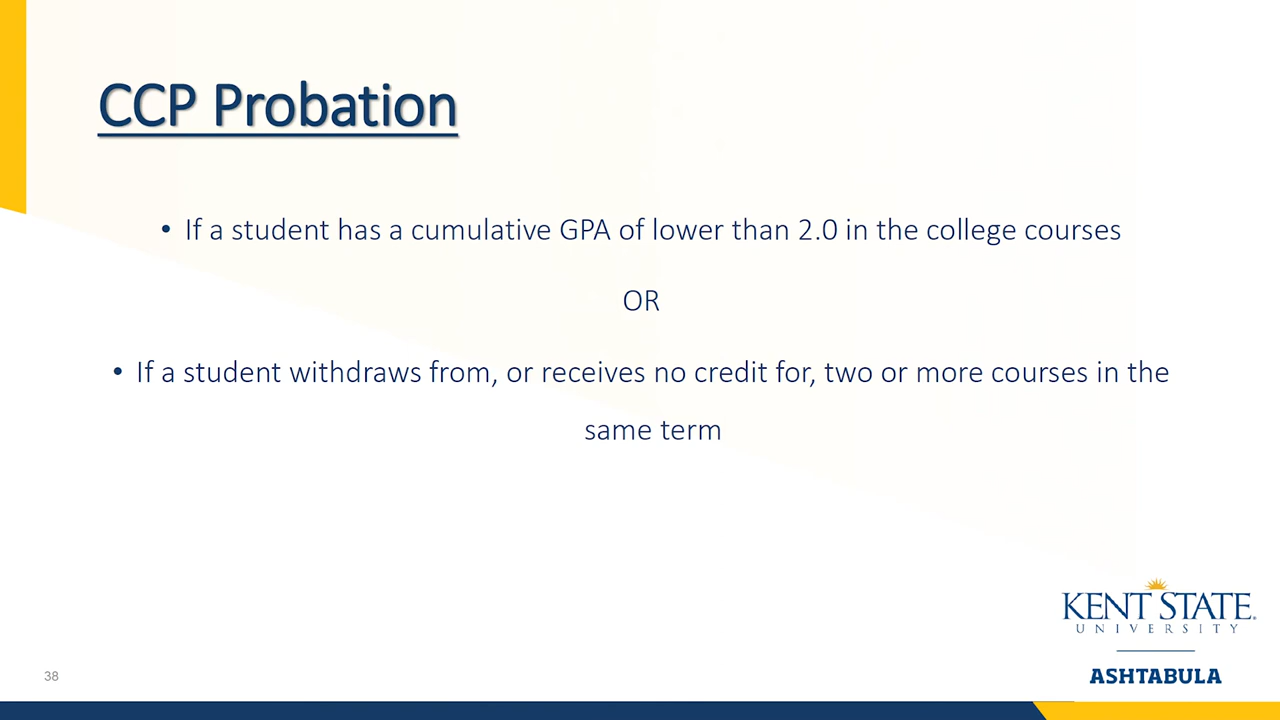 CCP Probation
• If a student has a cumulative GPA of lower than 2.0 in the college courses
OR
• If a student withdraws from, or receives no credit for, two or more courses in the
same term
KENT STATE
UNIVERSITY
ASHTABULA
38